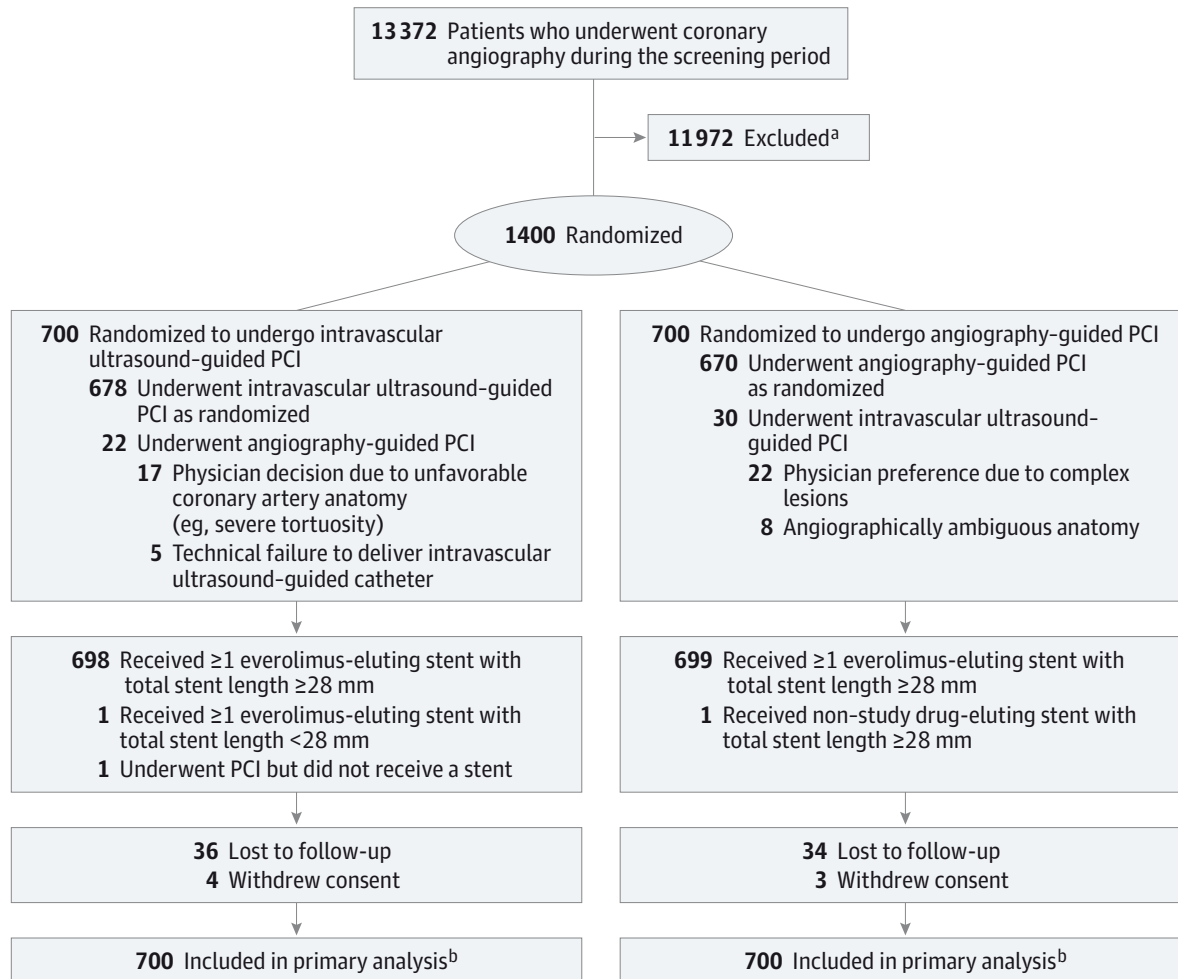 13372 Patients who underwent coronary
angiography during the screening period
11972 Excludedᵃ
1400 Randomized
700 Randomized to undergo intravascular
ultrasound-guided PCI
678 Underwent intravascular ultrasound-guided
PCI as randomized
22 Underwent angiography-guided PCI
17 Physician decision due to unfavorable
coronary artery anatomy
(eg, severe tortuosity)
5 Technical failure to deliver intravascular
ultrasound-guided catheter
700 Randomized to undergo angiography-guided PCI
670 Underwent angiography-guided PCI
as randomized
30 Underwent intravascular ultrasound-
guided PCI
22 Physician preference due to complex
lesions
8 Angiographically ambiguous anatomy
698 Received ≥1 everolimus-eluting stent with
total stent length ≥28 mm
1 Received ≥1 everolimus-eluting stent with
total stent length <28 mm
1 Underwent PCI but did not receive a stent
699 Received ≥1 everolimus-eluting stent with
total stent length ≥28 mm
1 Received non-study drug-eluting stent with
total stent length ≥28 mm
36 Lost to follow-up
4 Withdrew consent
34 Lost to follow-up
3 Withdrew consent
700 Included in primary analysisᵇ
700 Included in primary analysisᵇ